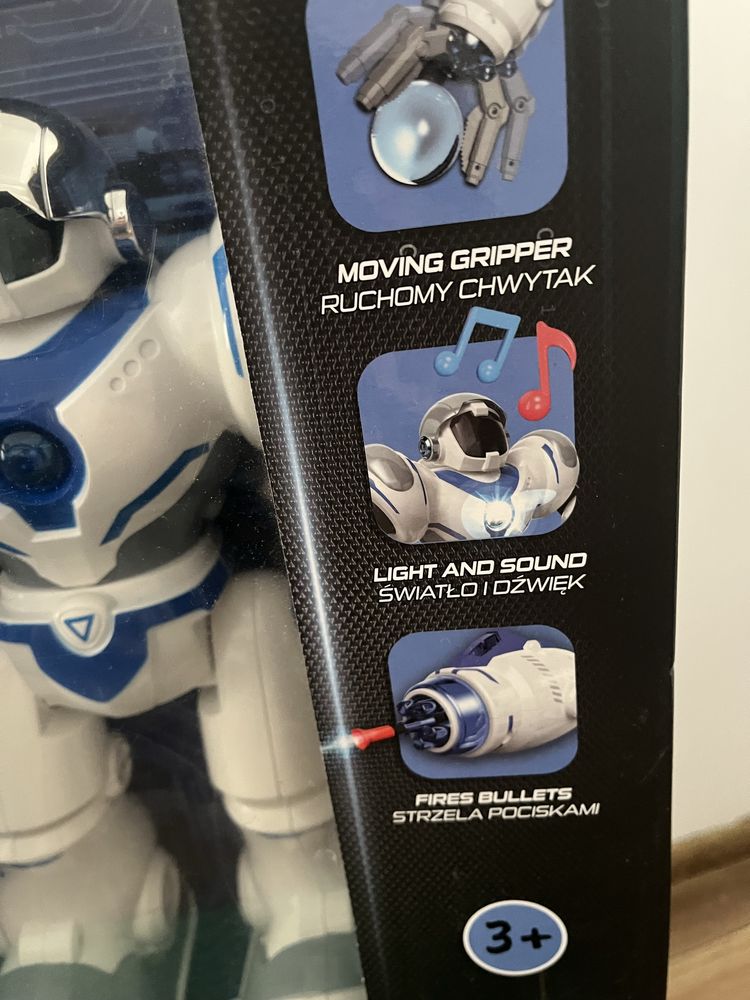 MOVING GRIPPER
RUCHOMY CHWYTAK
LIGHT AND SOUND
ŚWIATŁO I DŹWIĘK
FIRES BULLETS
STRZELA POCISKAMI
3+